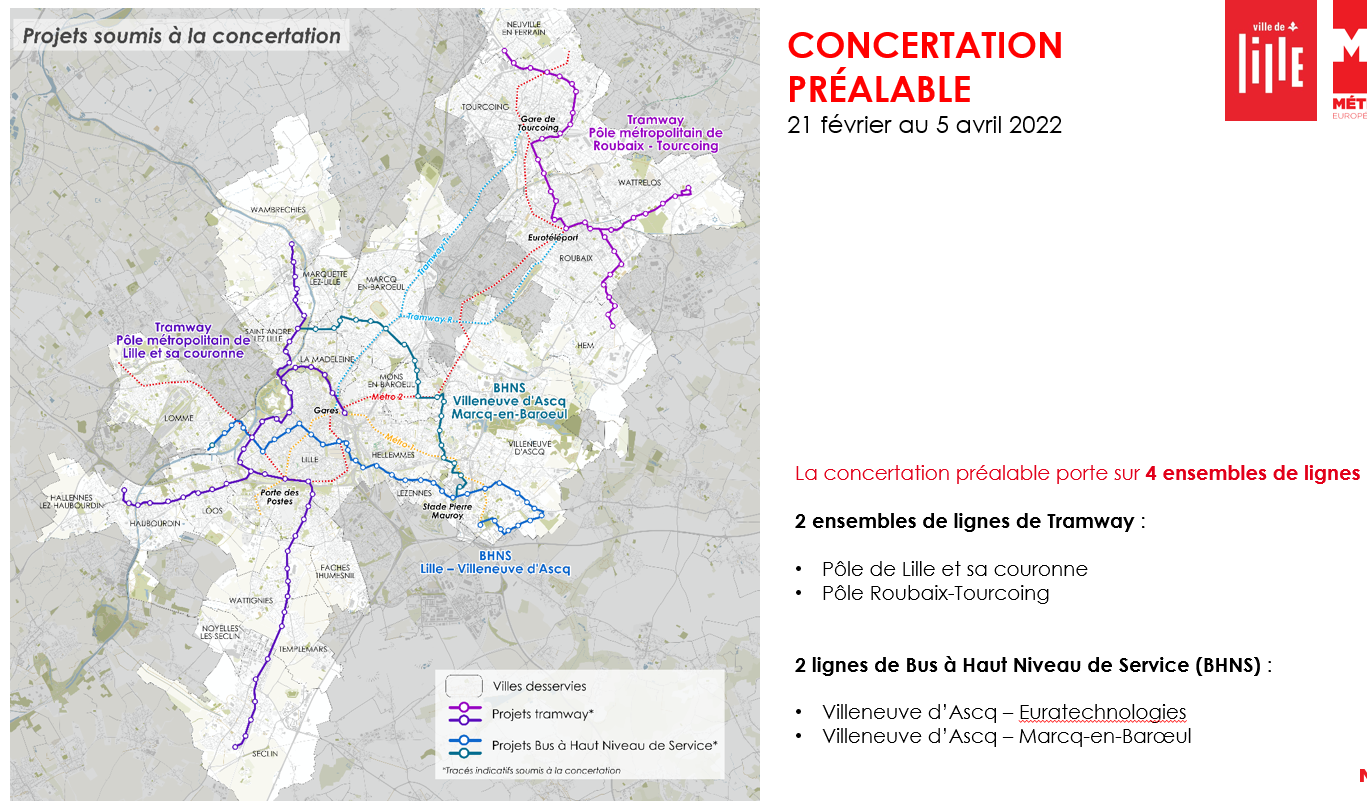 Projets soumis à la concertation
NEUVILLE
EN FERRAIN
TOURCOING
Gare de
Tourcoing
Tramway
Pôle métropolitain de
Roubaix - Tourcoing
WATTRELOS
WAMBRECHIES
Eurotéléport
ROUBAIX
Tramway T
MARQUETTE
LEZ-LILLE
MARCQ
EN-BAROEUL
Tramway R
Tramway
Pôle métropolitain de
Lille et sa couronne
SAINT ANDRE
LEZ LILLE
LA MADELEINE
HEM
MONS
EN-BAROEUL
Métro 2
BHNS
Villeneuve d'Ascq
Marcq-en-Baroeul
Gares
LOMME
Métro 1
VILLENEUVE
D'ASCQ
LILLE
HELLEMMES
LEZENNES
HALLENNES
LEZ-HAUBOURDIN
Porte des
Postes
LOOS
HAUBOURDIN
Stade Pierre
Mauroy
BHNS
Lille – Villeneuve d'Ascq
FACHES
THUMESNIL
WATTIGNIES
NOYELLES
LES-SECLIN
TEMPLEMARS
SECLIN
Villes desservies
Projets tramway*
Projets Bus à Haut Niveau de Service*
*Tracés indicatifs soumis à la concertation
CONCERTATION
PRÉALABLE
21 février au 5 avril 2022
ville de
lille
M
MÉT
EUROPÉ
La concertation préalable porte sur 4 ensembles de lignes
2 ensembles de lignes de Tramway :
• Pôle de Lille et sa couronne
• Pôle Roubaix-Tourcoing
2 lignes de Bus à Haut Niveau de Service (BHNS) :
• Villeneuve d’Ascq – Euratechnologies
• Villeneuve d’Ascq – Marcq-en-Barœul